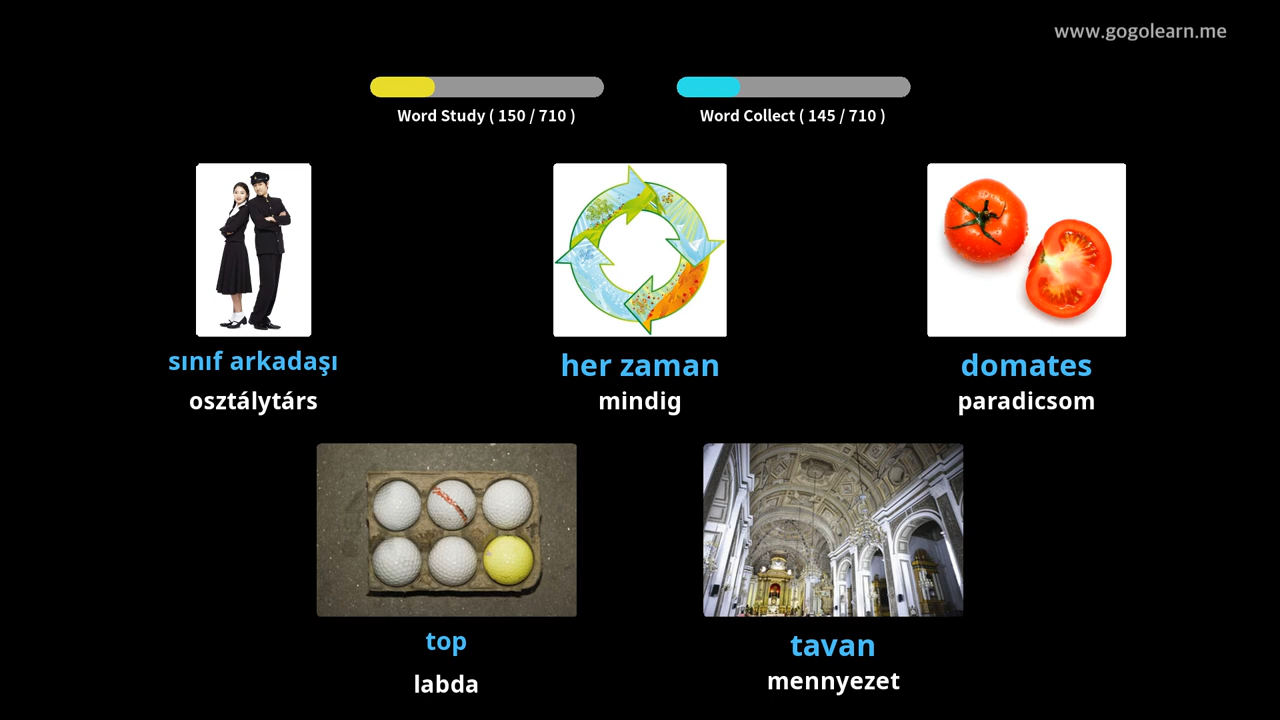 www.gogolearn.me
Word Study ( 150 / 710 )
Word Collect ( 145 / 710 )
sınıf arkadaşı
osztálytárs
her zaman
mindig
domates
paradicsom
top
labda
tavan
mennyezet